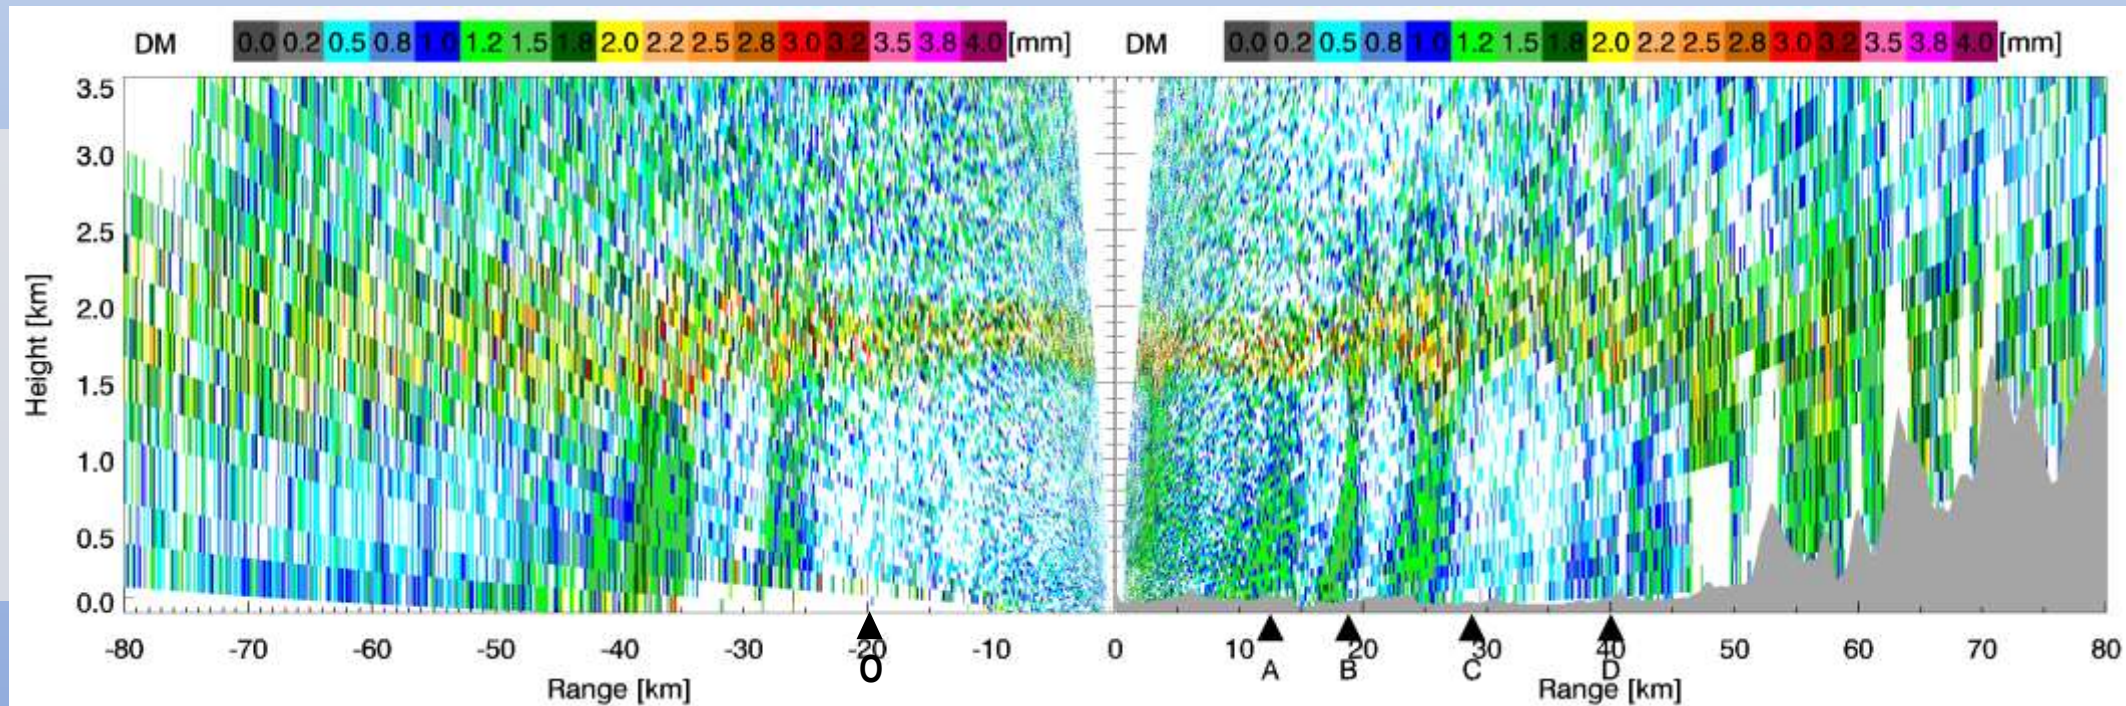 DM 0.0 0.2 0.5 0.8 1.0 1.2 1.5 1.8 2.0 2.2 2.5 2.8 3.0 3.2 3.5 3.8 4.0 [mm] DM 0.0 0.2 0.5 0.8 1.0 1.2 1.5 1.8 2.0 2.2 2.5 2.8 3.0 3.2 3.5 3.8 4.0 [mm]
Height [km]
3.5
3.0
2.5
2.0
1.5
1.0
0.5
0.0
-80 -70 -60 -50 -40 -30 -20 -10 0 10 20 30 40 50 60 70 80
O A B C D
Range [km] Range [km]